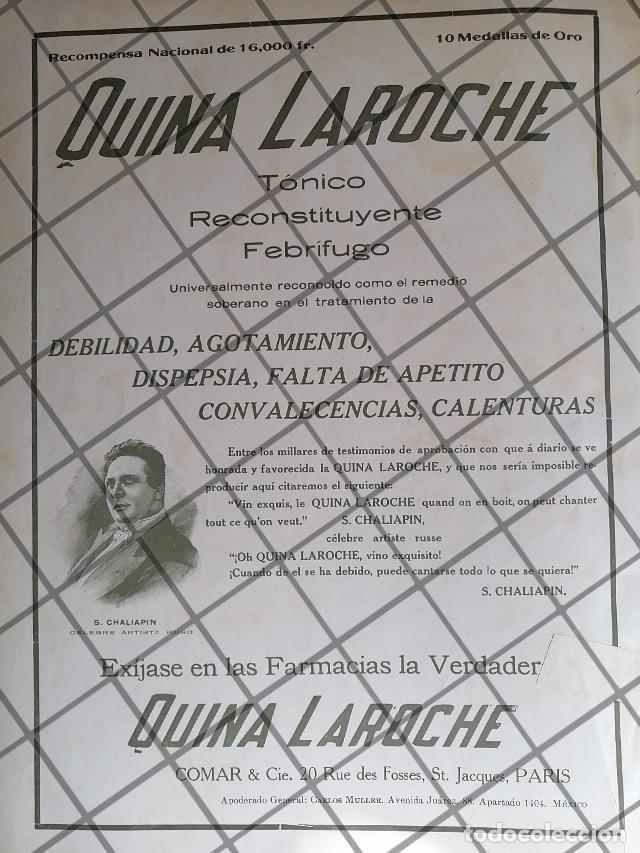 Recompensa Nacional de 16,000 fr.
10 Medallas de Oro
QUINA LAROCHE
Tónico
Reconstituyente
Febrífugo
Universalmente reconocido como el remedio
soberano en el tratamiento de la
DEBILIDAD, AGOTAMIENTO,
DISPEPSIA, FALTA DE APETITO
CONVALECENCIAS, CALENTURAS
Entre los millares de testimonios de aprobación con que á diario se ve
honrada y favorecida la QUINA LAROCHE, y que nos sería imposible re-
producir aquí citaremos el siguiente:
"Vin exquis, le QUINA LAROCHE quand on en boit, on peut chanter
tout ce qu'on veut." S. CHALIAPIN,
célebre artiste russe
"¡Oh QUINA LAROCHE, vino exquisito!
¡Cuando de el se ha debido, puede cantarse todo lo que se quiera!"
S. CHALIAPIN.
S. CHALIAPIN
CELEBRE ARTISTA RUSO
Exíjase en las Farmacias la Verdader
QUINA LAROCHE
COMAR & Cie. 20 Rue des Fosses, St. Jacques, PARIS
Apoderado General: CARLOS MULLER. Avenida Juárez, 88. Apartado 1404. MÉXICO
todocoleccion